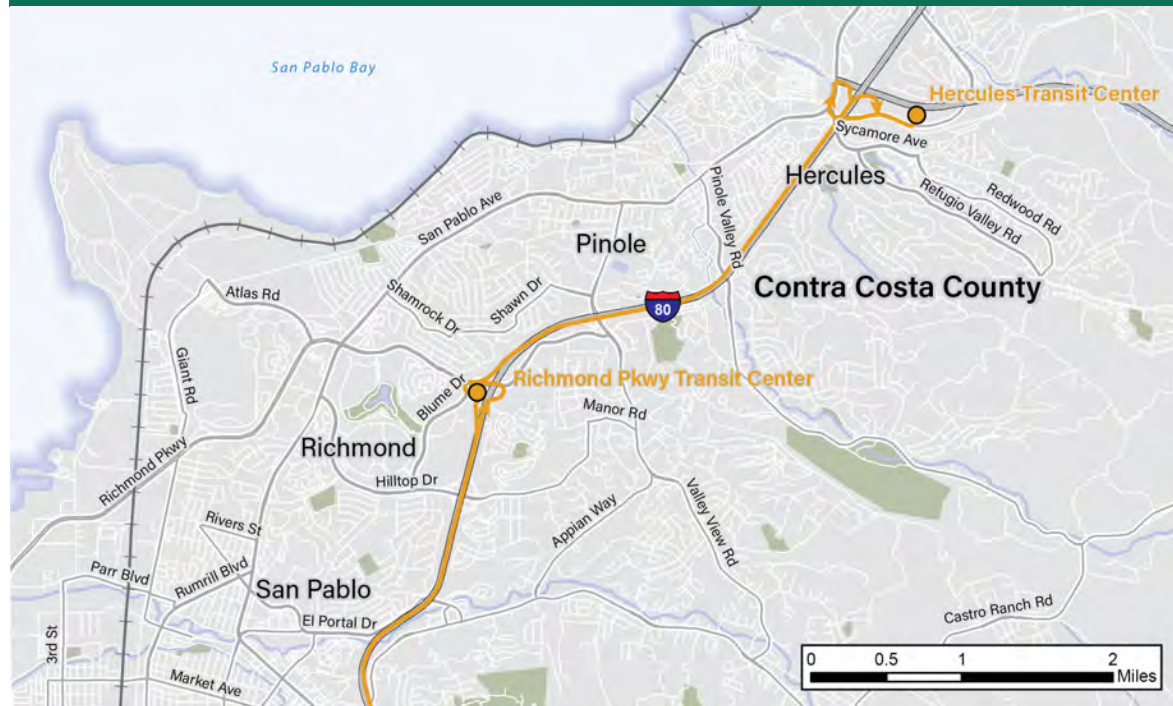 San Pablo Bay
Hercules Transit Center
Sycamore Ave
Hercules
Redwood Rd
Refugio Valley Rd
Pinole Valley Rd
San Pablo Ave
Pinole
Contra Costa County
80
Atlas Rd
Shamrock Dr
Shawn Dr
Giant Rd
Blume Dr
Richmond Pkwy Transit Center
Manor Rd
Richmond
Richmond Pkwy
Hilltop Dr
Appian Way
Valley View Rd
Rivers St
Rumrill Blvd
Parr Blvd
San Pablo
El Portal Dr
Castro Ranch Rd
3rd St
Market Ave
0 0.5 1 2
Miles